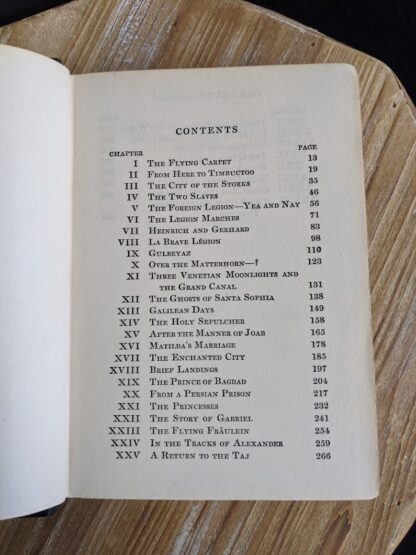 CONTENTS
CHAPTER PAGE
I The Flying Carpet 13
II From Here to Timbuctoo 19
III The City of the Storks 35
IV The Two Slaves 46
V The Foreign Legion—Yea and Nay 56
VI The Legion Marches 71
VII Heinrich and Gerhard 83
VIII La Brave Légion 98
IX Gulbeyaz 110
X Over the Matterhorn—? 123
XI Three Venetian Moonlights and
the Grand Canal 131
XII The Ghosts of Santa Sophia 138
XIII Galilean Days 149
XIV The Holy Sepulcher 158
XV After the Manner of Joab 165
XVI Matilda's Marriage 178
XVII The Enchanted City 185
XVIII Brief Landings 197
XIX The Prince of Bagdad 204
XX From a Persian Prison 217
XXI The Princesses 232
XXII The Story of Gabriel 241
XXIII The Flying Fräulein 254
XXIV In the Tracks of Alexander 259
XXV A Return to the Taj 266